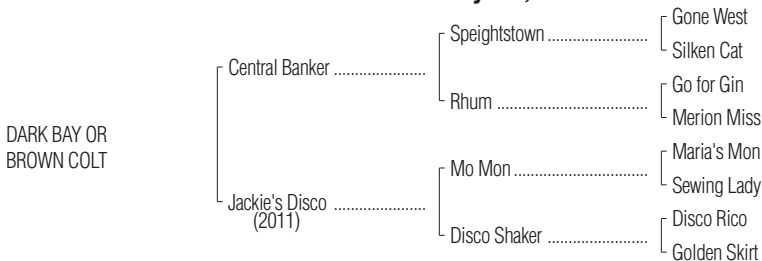 Gone West
Speightstown ......................
Silken Cat
Central Banker ......................
Go for Gin
Rhum .................................
Merion Miss
DARK BAY OR
BROWN COLT
Maria's Mon
Mo Mon .............................
Sewing Lady
Jackie's Disco ......................
(2011)
Disco Rico
Disco Shaker ......................
Golden Skirt